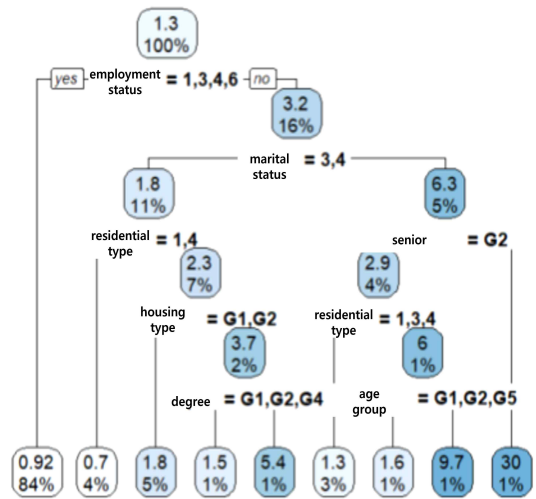 1.3
100%
yes employment status = 1,3,4,6 no
3.2
16%
marital status = 3,4
1.8
11%
6.3
5%
residential type = 1,4
senior = G2
2.3
7%
2.9
4%
housing type = G1,G2
residential type = 1,3,4
3.7
2%
6
1%
degree = G1,G2,G4
age group = G1,G2,G5
0.92 0.7 1.8 1.5 5.4 1.3 1.6 9.7 30
84% 4% 5% 1% 1% 3% 1% 1% 1%